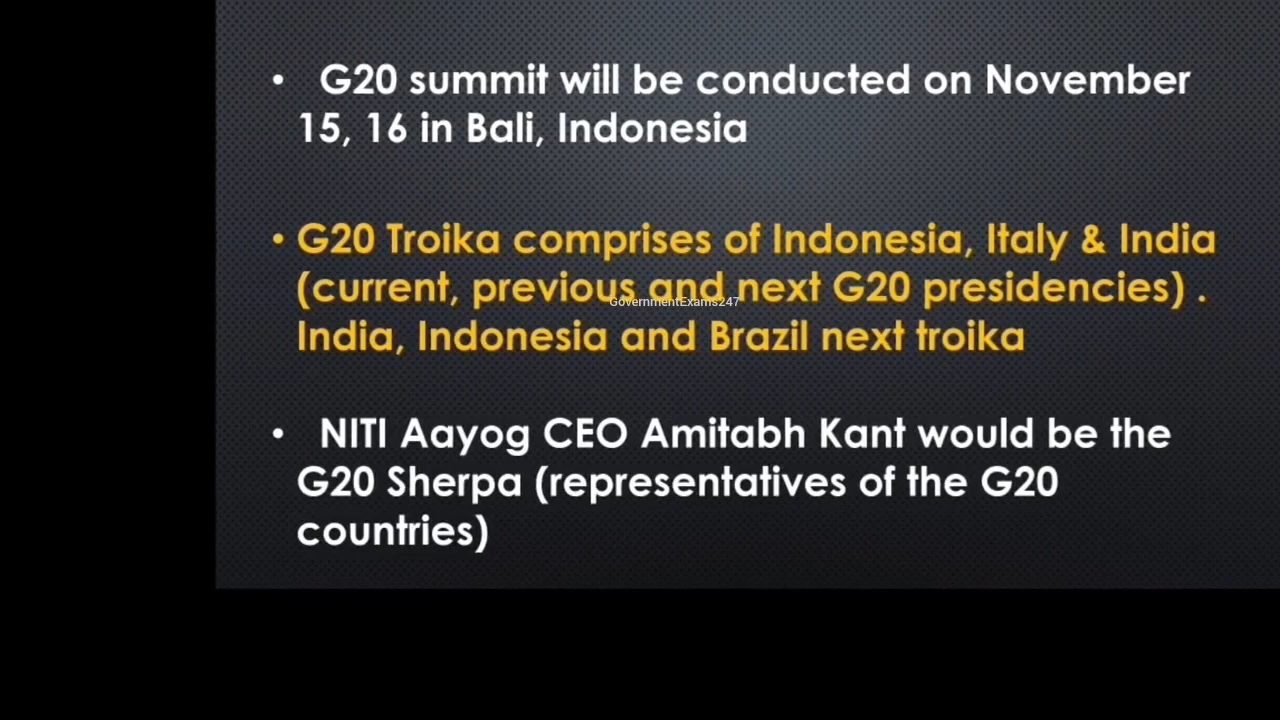 • G20 summit will be conducted on November
15, 16 in Bali, Indonesia
• G20 Troika comprises of Indonesia, Italy & India
(current, previous and next G20 presidencies) .
GovernmentExams247
India, Indonesia and Brazil next troika
• NITI Aayog CEO Amitabh Kant would be the
G20 Sherpa (representatives of the G20
countries)